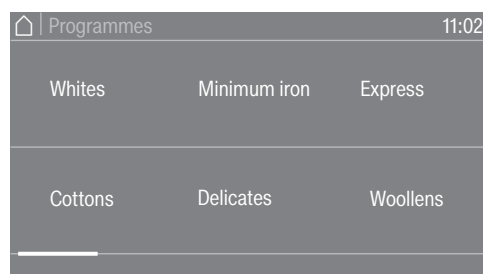 Programmes 11:02
Whites Minimum iron Express
Cottons Delicates Woollens